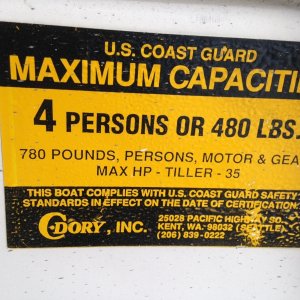 U.S. COAST GUARD
MAXIMUM CAPACITI
4 PERSONS OR 480 LBS.
780 POUNDS, PERSONS, MOTOR & GEA
MAX HP - TILLER - 35
THIS BOAT COMPLIES WITH U.S. COAST GUARD SAFETY
STANDARDS IN EFFECT ON THE DATE OF CERTIFICATION
C-DORY, INC.
25028 PACIFIC HIGHWAY SO.
KENT, WA. 98032 (SEATTLE)
(206) 839-0222